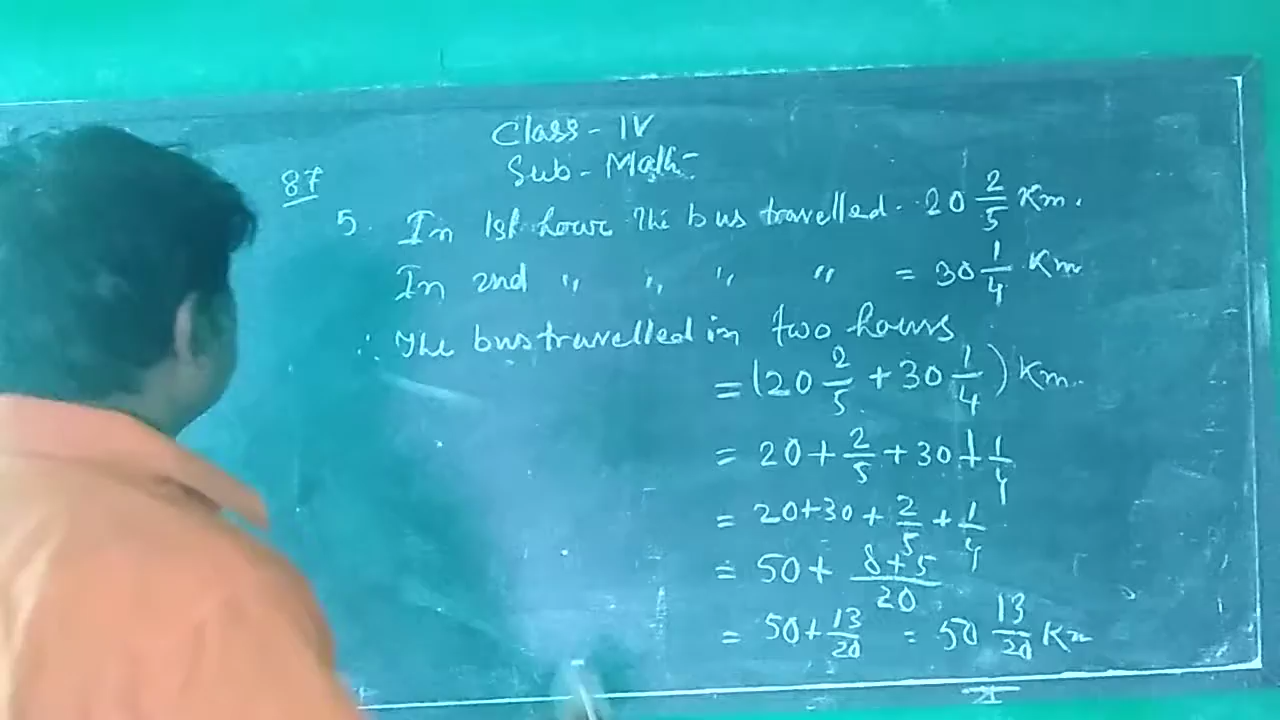 Class - IV
Sub - Math
87
5. In 1st hour the bus travelled. 20 2/5 Km.
In 2nd " " " " = 30 1/4 Km
∴ The bus travelled in two hours
= (20 2/5 + 30 1/4) Km.
= 20 + 2/5 + 30 + 1/4
= 20+30 + 2/5 + 1/4
= 50 + 8+5/20
= 50 + 13/20 = 50 13/20 Km